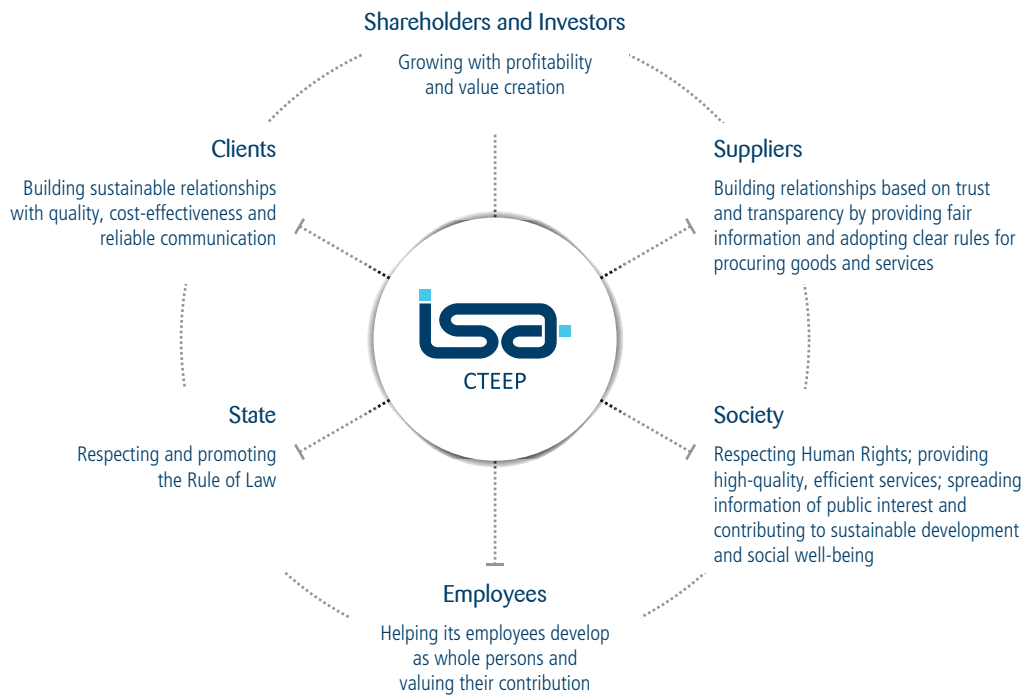 Shareholders and Investors
Growing with profitability
and value creation
Clients
Building sustainable relationships
with quality, cost-effectiveness and
reliable communication
Suppliers
Building relationships based on trust
and transparency by providing fair
information and adopting clear rules for
procuring goods and services
isa
CTEEP
State
Respecting and promoting
the Rule of Law
Society
Respecting Human Rights; providing
high-quality, efficient services; spreading
information of public interest and
contributing to sustainable development
and social well-being
Employees
Helping its employees develop
as whole persons and
valuing their contribution